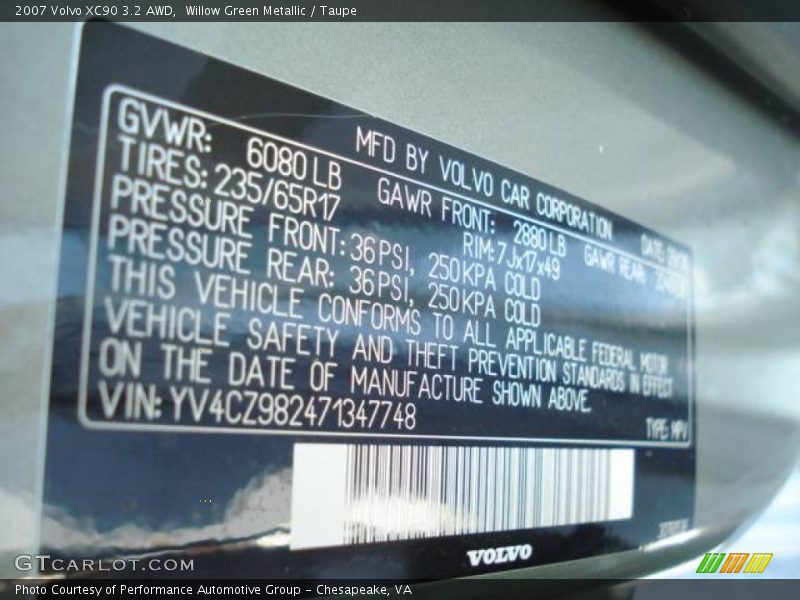 2007 Volvo XC90 3.2 AWD,  Willow Green Metallic / Taupe
MFD BY VOLVO CAR CORPORATION DATE:
GVWR: 6080 LB GAWR FRONT: 2880 LB GAWR REAR:
TIRES: 235/65R17 RIM: 7Jx17x49
PRESSURE FRONT: 36 PSI, 250 KPA COLD
PRESSURE REAR: 36 PSI, 250 KPA COLD
THIS VEHICLE CONFORMS TO ALL APPLICABLE FEDERAL MOTOR
VEHICLE SAFETY AND THEFT PREVENTION STANDARDS IN EFFECT
ON THE DATE OF MANUFACTURE SHOWN ABOVE.
VIN: YV4CZ982471347748 TYPE: MPV
VOLVO
GTCARLOT.COM
Photo Courtesy of Performance Automotive Group - Chesapeake, VA